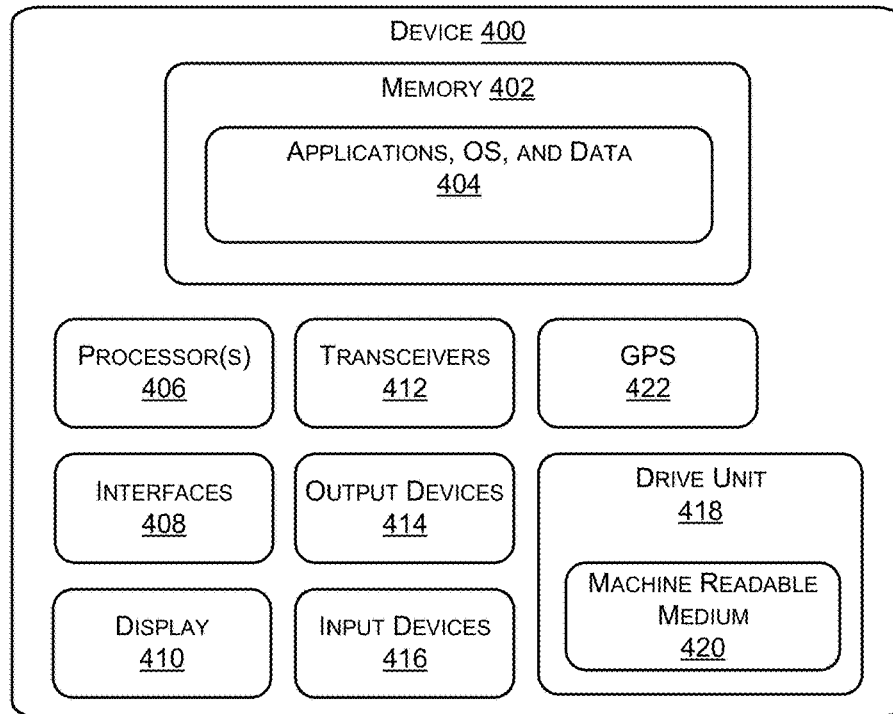 DEVICE 400
MEMORY 402
APPLICATIONS, OS, AND DATA
404
PROCESSOR(S)
406
TRANSCEIVERS
412
GPS
422
INTERFACES
408
OUTPUT DEVICES
414
DRIVE UNIT
418
MACHINE READABLE
MEDIUM
420
DISPLAY
410
INPUT DEVICES
416